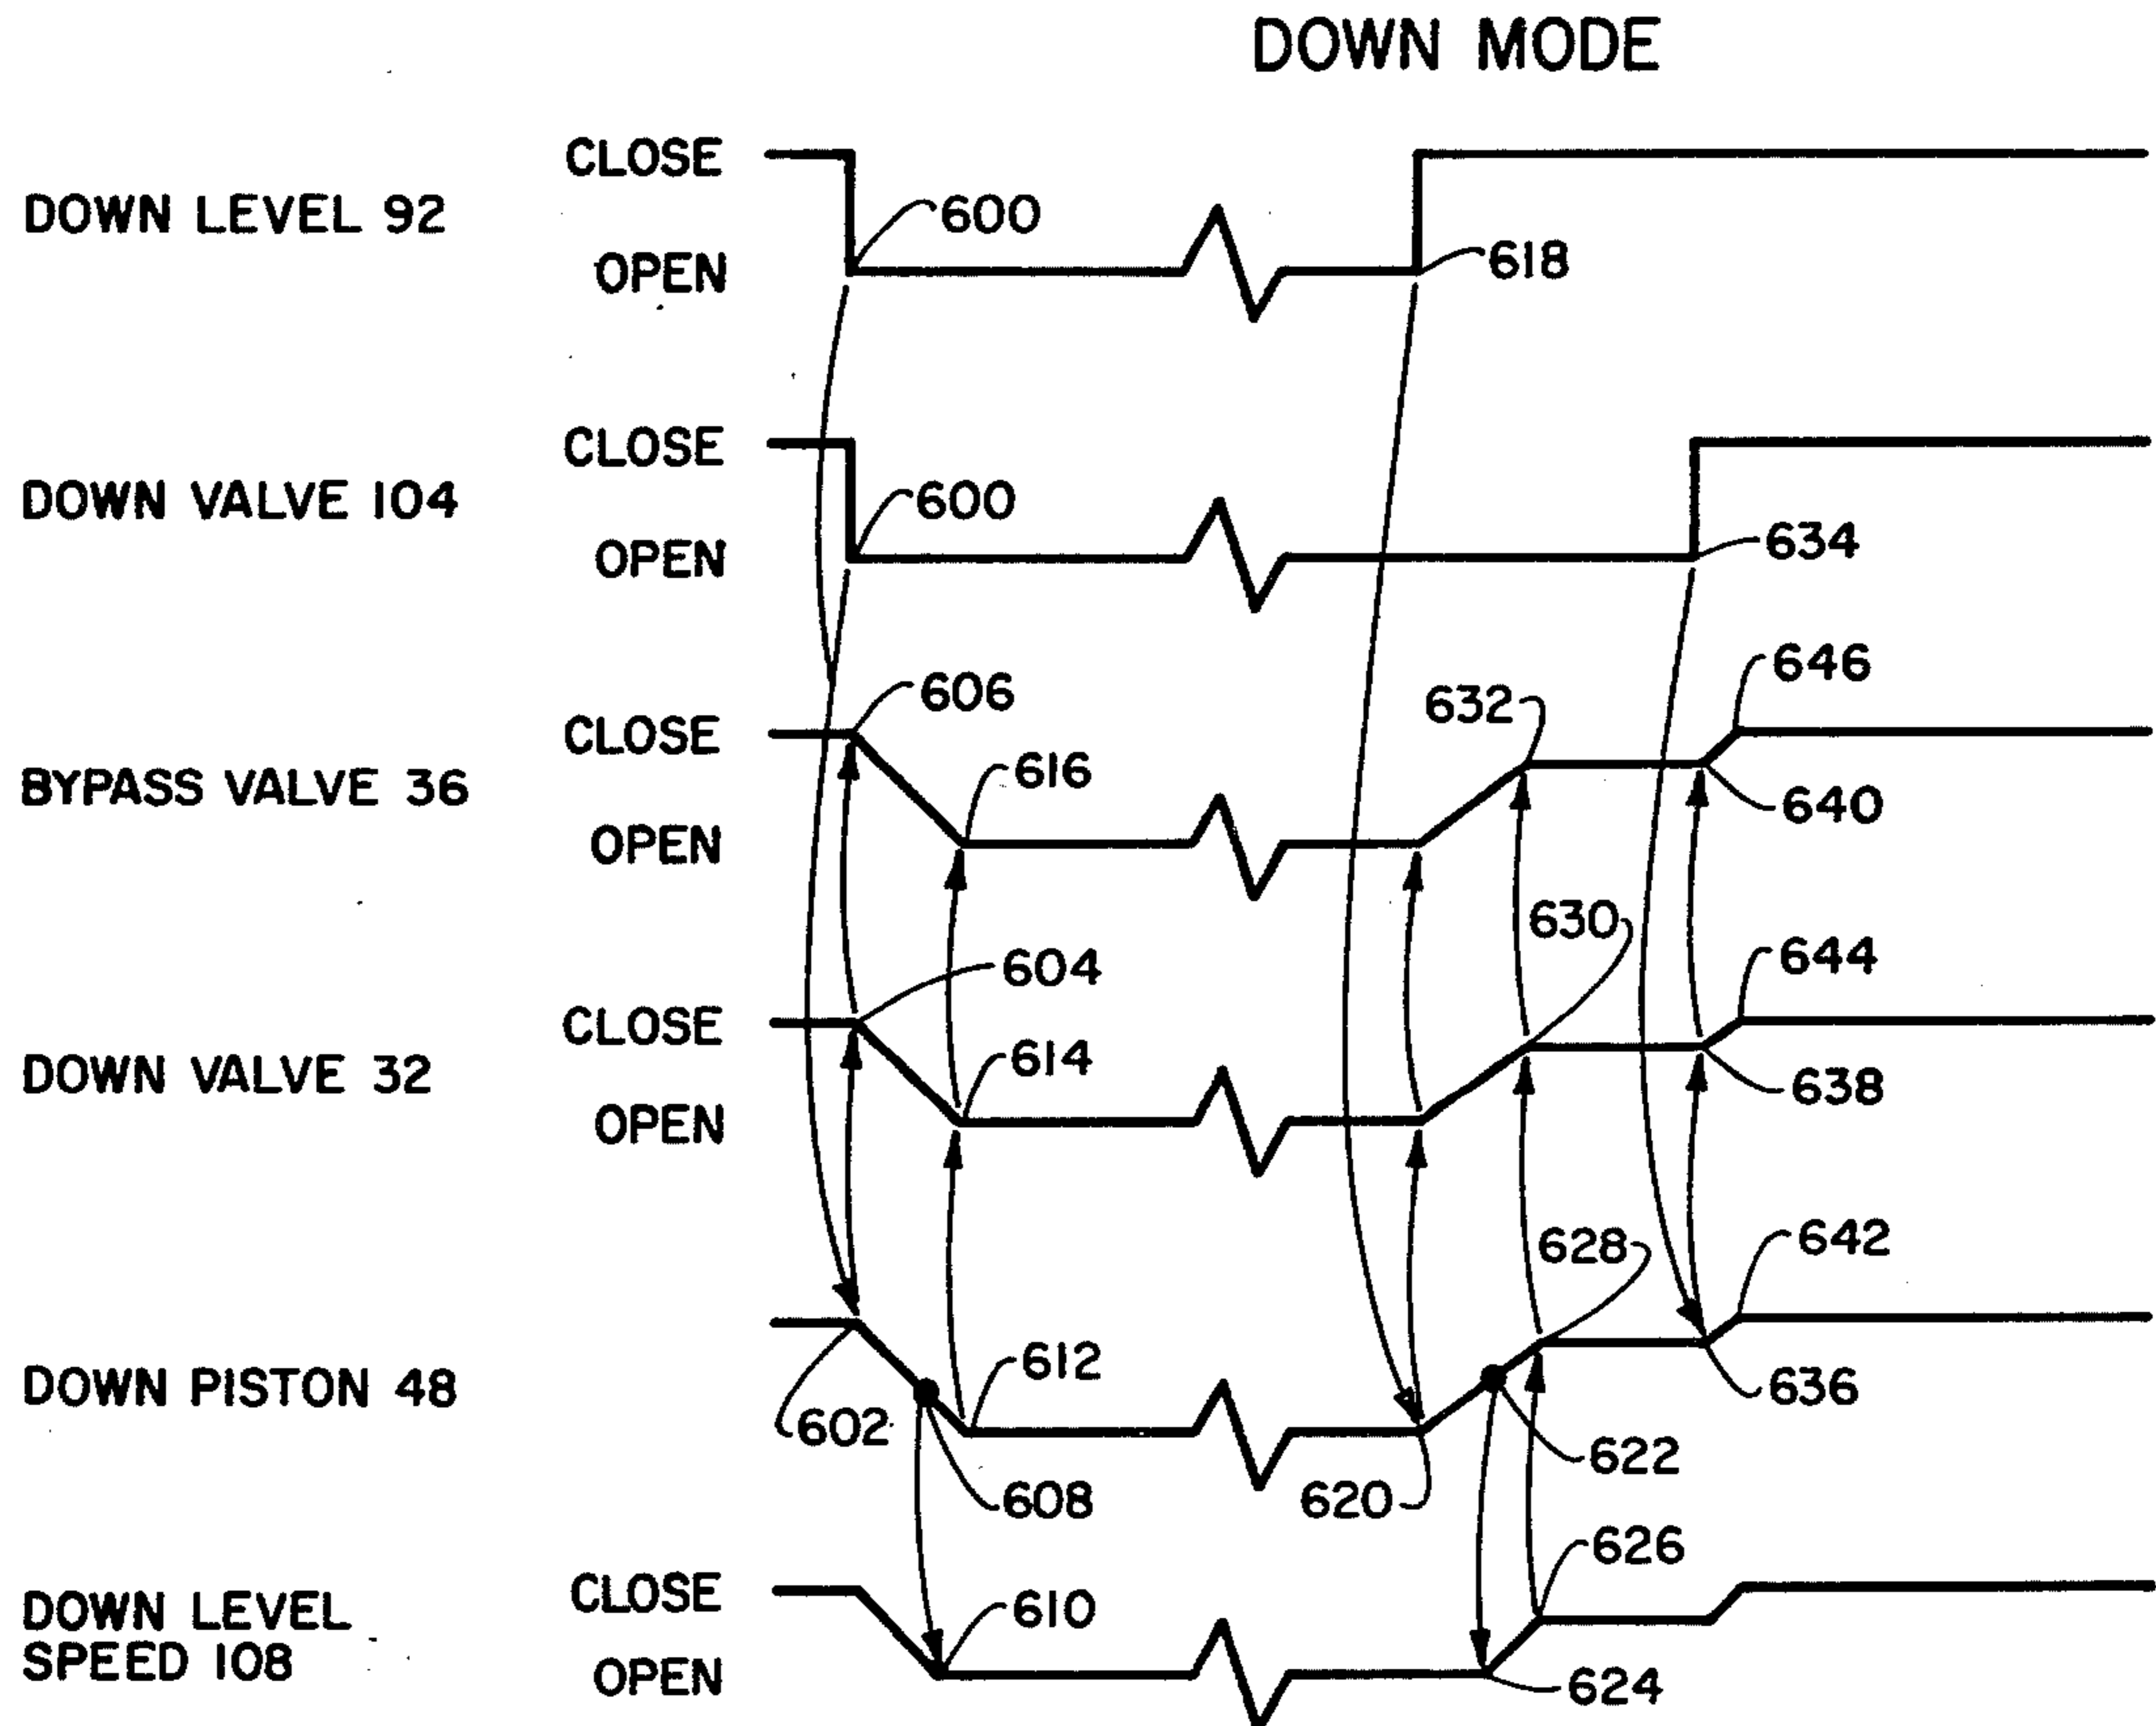 DOWN MODE
CLOSE
DOWN LEVEL 92
600
OPEN
618
CLOSE
DOWN VALVE 104
600
OPEN
634
646
606
632
CLOSE
616
BYPASS VALVE 36
640
OPEN
630
644
604
CLOSE
614
DOWN VALVE 32
638
OPEN
642
628
612
DOWN PISTON 48
636
602
622
608
620
626
CLOSE
610
DOWN LEVEL
SPEED 108
OPEN
624